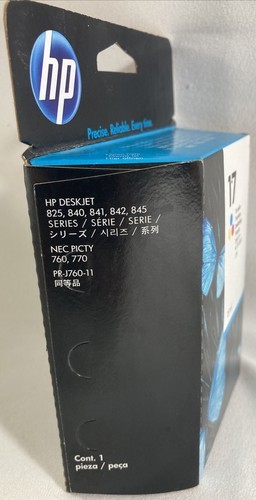 hp
Precise. Reliable. Every time.
17
HP DESKJET
825, 840, 841, 842, 845
SERIES / SÉRIE / SERIE /
シリーズ / 시리즈 / 系列
NEC PICTY
760, 770
PR-J760-11
同等品
Cont. 1
pieza / peça